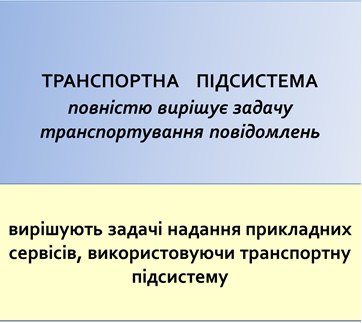 ТРАНСПОРТНА ПІДСИСТЕМА
повністю вирішує задачу
транспортування повідомлень
вирішують задачі надання прикладних
сервісів, використовуючи транспортну
підсистему